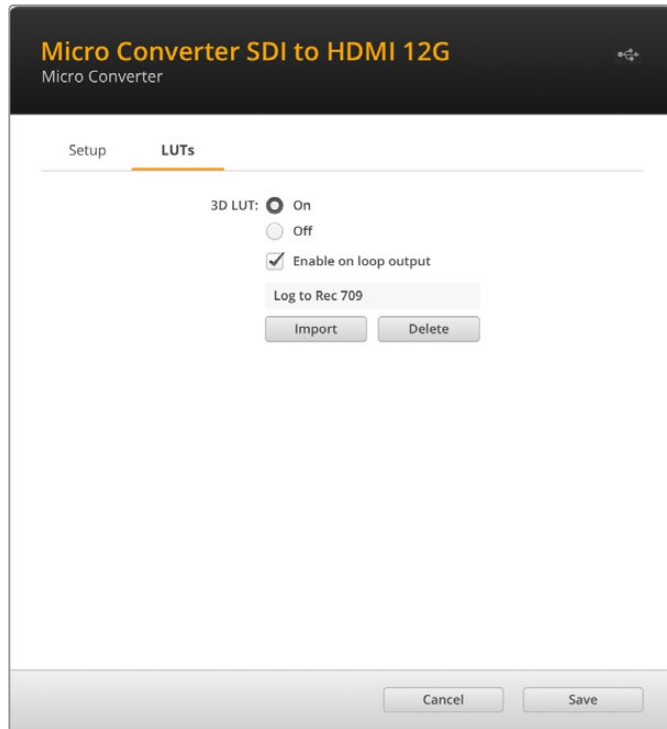 Micro Converter SDI to HDMI 12G
Micro Converter
Setup LUTs
3D LUT: On
Off
Enable on loop output
Log to Rec 709
Import Delete
Cancel Save